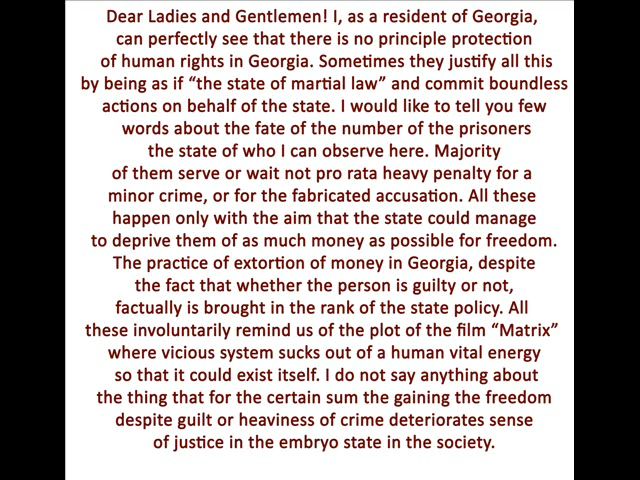 Dear Ladies and Gentlemen! I, as a resident of Georgia,
can perfectly see that there is no principle protection
of human rights in Georgia. Sometimes they justify all this
by being as if “the state of martial law” and commit boundless
actions on behalf of the state. I would like to tell you few
words about the fate of the number of the prisoners
the state of who I can observe here. Majority
of them serve or wait not pro rata heavy penalty for a
minor crime, or for the fabricated accusation. All these
happen only with the aim that the state could manage
to deprive them of as much money as possible for freedom.
The practice of extortion of money in Georgia, despite
the fact that whether the person is guilty or not,
factually is brought in the rank of the state policy. All
these involuntarily remind us of the plot of the film “Matrix”
where vicious system sucks out of a human vital energy
so that it could exist itself. I do not say anything about
the thing that for the certain sum the gaining the freedom
despite guilt or heaviness of crime deteriorates sense
of justice in the embryo state in the society.